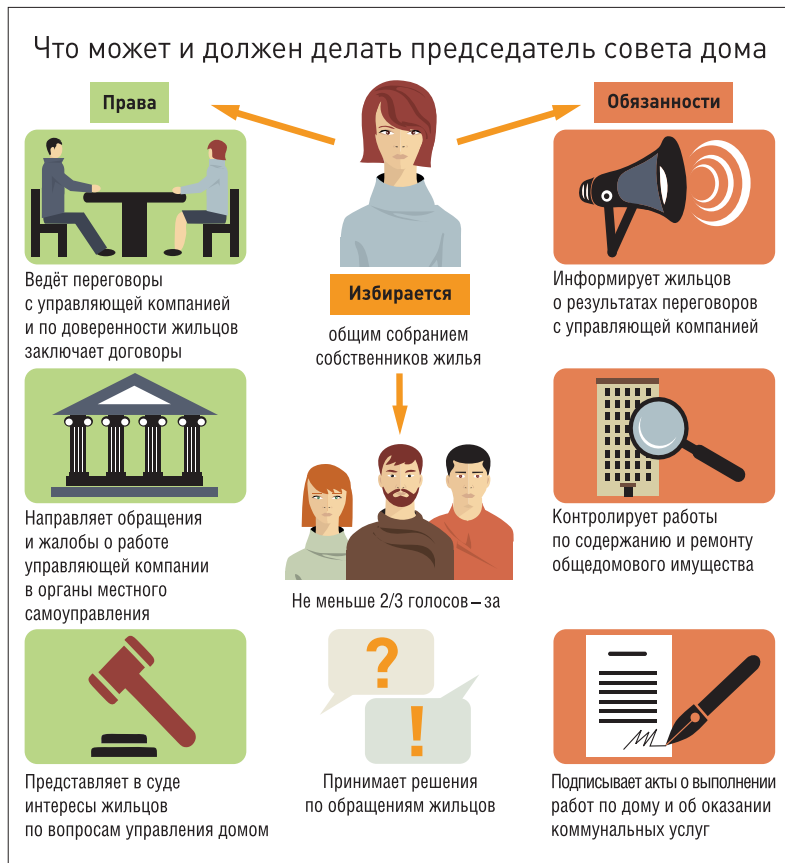 Что может и должен делать председатель совета дома
Права
Ведёт переговоры
с управляющей компанией
и по доверенности жильцов
заключает договоры
Направляет обращения
и жалобы о работе
управляющей компании
в органы местного
самоуправления
Представляет в суде
интересы жильцов
по вопросам управления домом
Избирается
общим собранием
собственников жилья
Не меньше 2/3 голосов – за
?
!
Принимает решения
по обращениям жильцов
Обязанности
Информирует жильцов
о результатах переговоров
с управляющей компанией
Контролирует работы
по содержанию и ремонту
общедомового имущества
Подписывает акты о выполнении
работ по дому и об оказании
коммунальных услуг